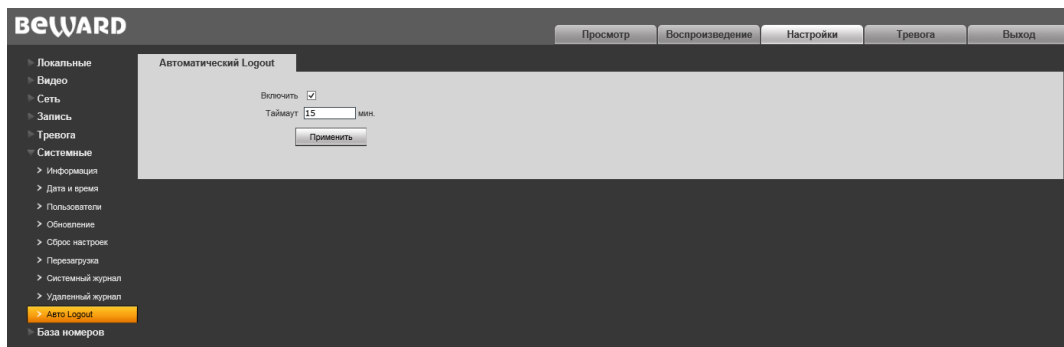 BEWARD
Просмотр Воспроизведение Настройки Тревога Выход
Локальные
Видео
Сеть
Запись
Тревога
Системные
Информация
Дата и время
Пользователи
Обновление
Сброс настроек
Перезагрузка
Системный журнал
Удаленный журнал
Авто Logout
База номеров
Автоматический Logout
Включить
Таймаут 15 мин.
Применить